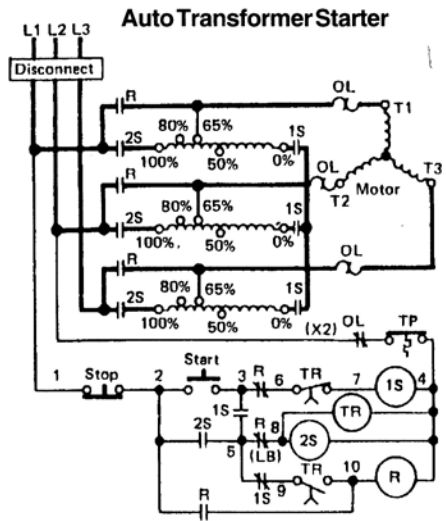 Auto Transformer Starter
L1 L2 L3
Disconnect
R OL
T1
80% 65%
2S 1S
100% 50% 0%
R OL T3
80% 65% T2 Motor
2S 1S
100%. 50% 0%
R OL
80% 65%
2S
100% 50% 0% 1S
(X2) OL TP
1 Stop 2 Start 3 R 6 TR 7 1S 4
1S TR
2S R 8 2S
5 (LB) TR 10 R
1S 9
R